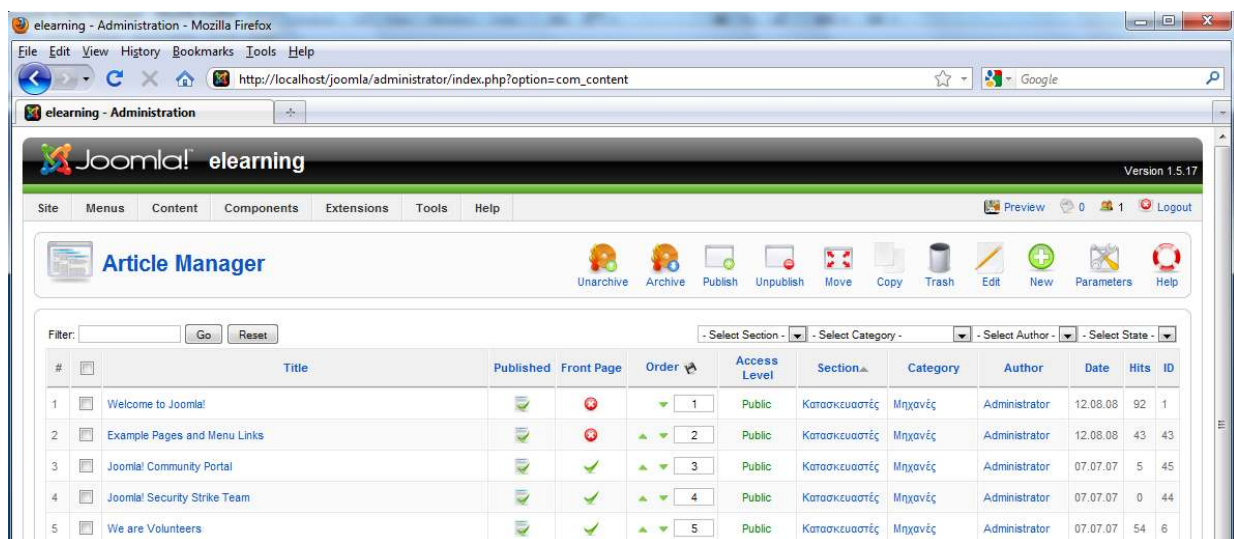 elearning - Administration - Mozilla Firefox
File Edit View History Bookmarks Tools Help
http://localhost/joomla/administrator/index.php?option=com_content
Google
elearning - Administration
Joomla! elearning
Version 1.5.17
Site Menus Content Components Extensions Tools Help Preview 0 1 Logout
Article Manager
Unarchive Archive Publish Unpublish Move Copy Trash Edit New Parameters Help
Filter: Go Reset - Select Section - - Select Category - - Select Author - - Select State -
# Title Published Front Page Order Access Level Section Category Author Date Hits ID
1 Welcome to Joomla! 1 Public Κατασκευαστές Μηχανές Administrator 12.08.08 92 1
2 Example Pages and Menu Links 2 Public Κατασκευαστές Μηχανές Administrator 12.08.08 43 43
3 Joomla! Community Portal 3 Public Κατασκευαστές Μηχανές Administrator 07.07.07 5 45
4 Joomla! Security Strike Team 4 Public Κατασκευαστές Μηχανές Administrator 07.07.07 0 44
5 We are Volunteers 5 Public Κατασκευαστές Μηχανές Administrator 07.07.07 54 6